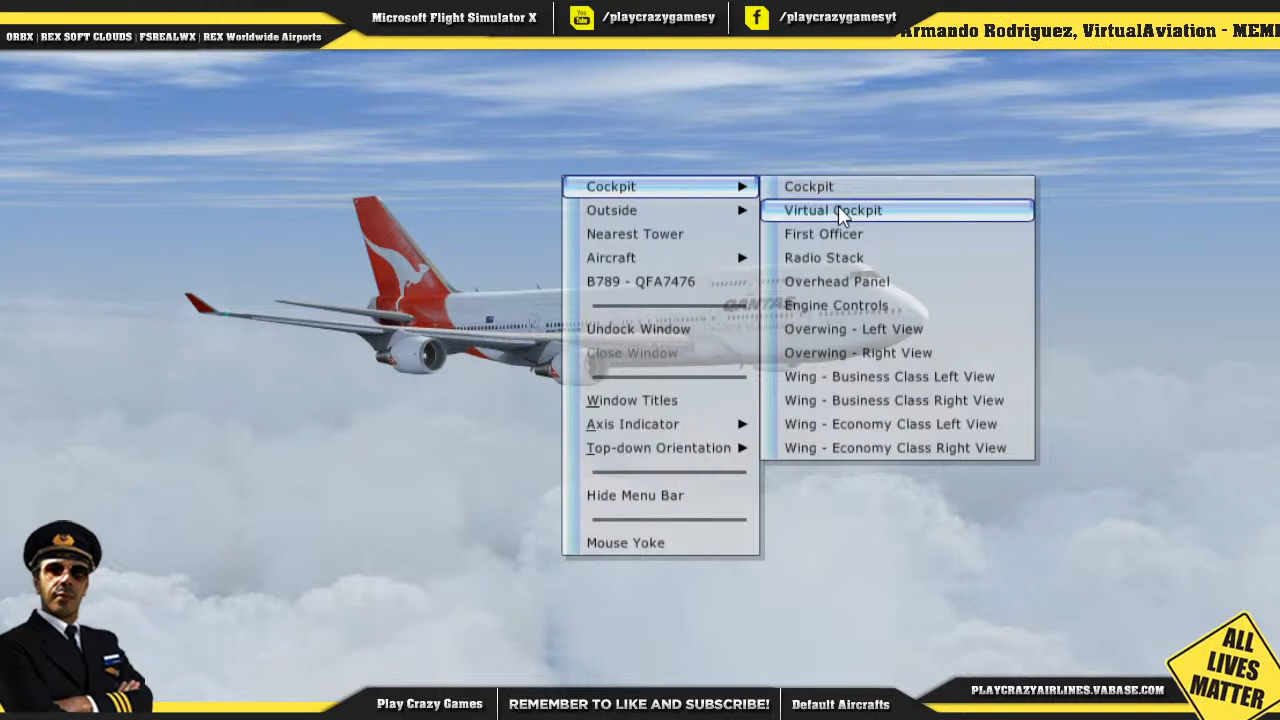 Microsoft Flight Simulator X
You Tube
/playcrazygamesy
f
/playcrazygamesyt
Armando Rodriguez, VirtualAviation - MEM
ORBX | REX SOFT CLOUDS | FSREALWX | REX Worldwide Airports
Cockpit
Outside
Nearest Tower
Aircraft
B789 - QFA7476
Undock Window
Close Window
Window Titles
Axis Indicator
Top-down Orientation
Hide Menu Bar
Mouse Yoke
Cockpit
Virtual Cockpit
First Officer
Radio Stack
Overhead Panel
Engine Controls
Overwing - Left View
Overwing - Right View
Wing - Business Class Left View
Wing - Business Class Right View
Wing - Economy Class Left View
Wing - Economy Class Right View
QANTAS
ALL
LIVES
MATTER
PLAYCRAZYAIRLINES.VABASE.COM
Play Crazy Games
REMEMBER TO LIKE AND SUBSCRIBE!
Default Aircrafts